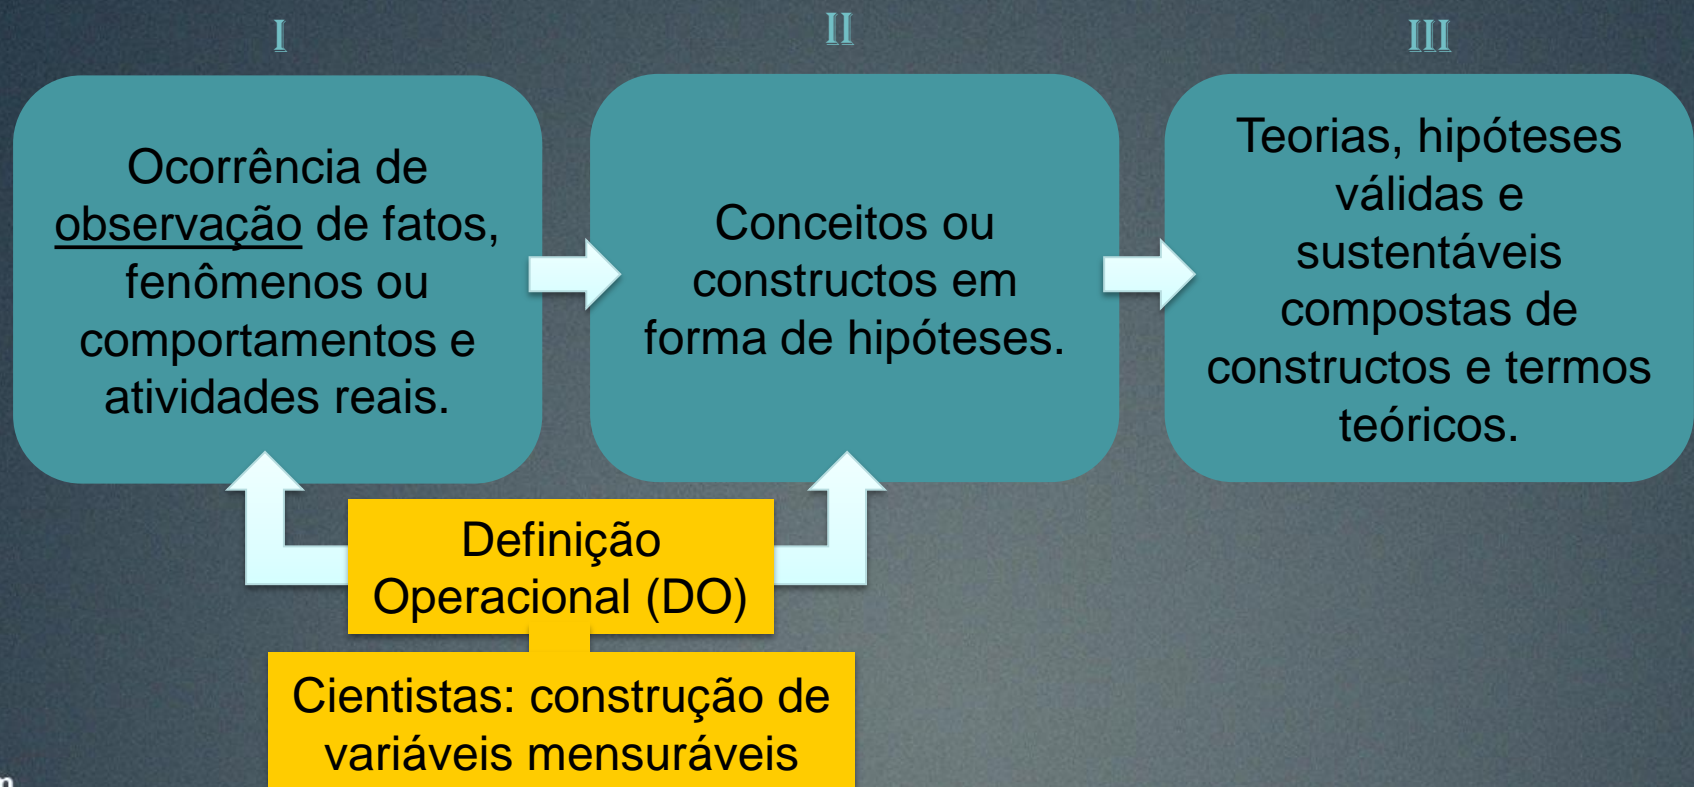 I
II
III
Ocorrência de
observação de fatos,
fenômenos ou
comportamentos e
atividades reais.
Conceitos ou
constructos em
forma de hipóteses.
Teorias, hipóteses
válidas e
sustentáveis
compostas de
constructos e termos
teóricos.
Definição
Operacional (DO)
Cientistas: construção de
variáveis mensuráveis